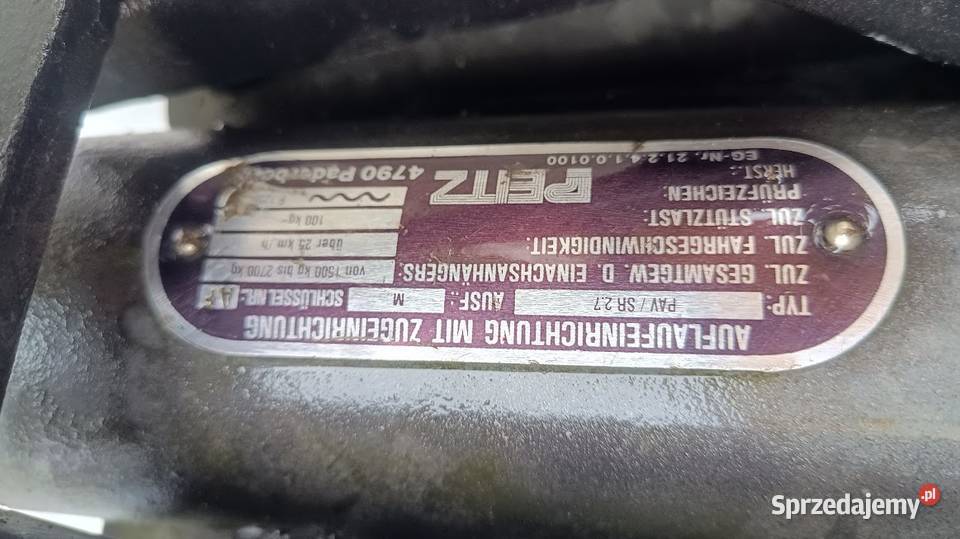 AUFLAUFEINRICHTUNG MIT ZUGEINRICHTUNG
TYP: PAV / SR 2.7 AUSF.: M SCHLÜSSEL-NR.:
ZUL. GESAMTGEW. D. EINACHSANHÄNGERS: von 1500 kg bis 2700 kg
ZUL. FAHRGESCHWINDIGKEIT: über 25 km/h
ZUL. STÜTZLAST: 100 kg
PRÜFZEICHEN:
HERST.: PEITZ 4790 Paderborn
EG-Nr. 21.2.4.1.0.0100
Sprzedajemy.pl